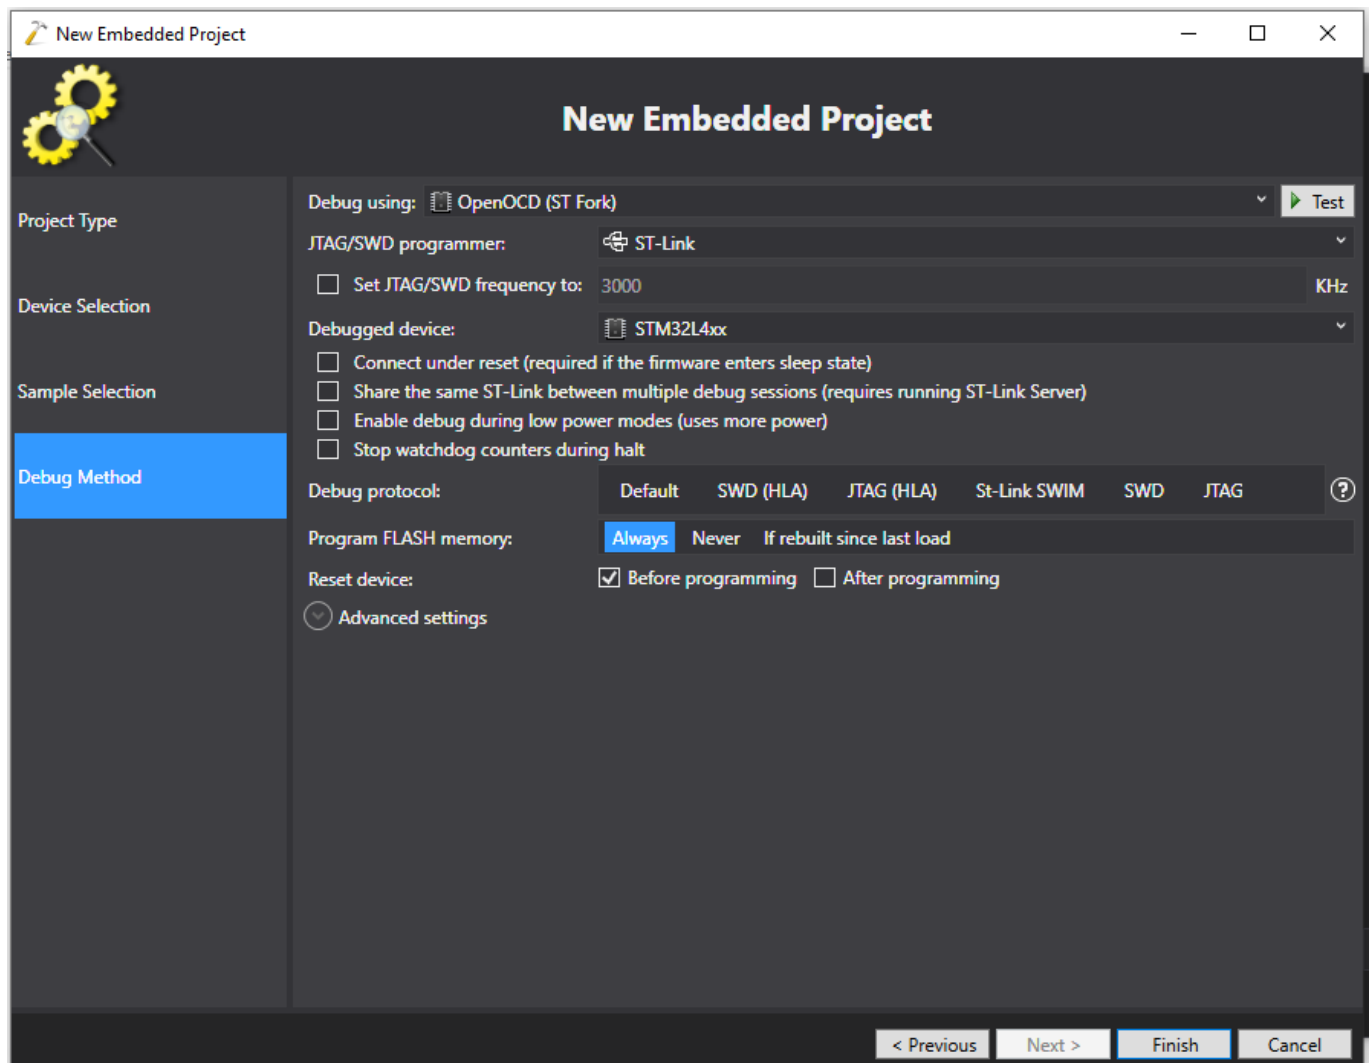 New Embedded Project
New Embedded Project
Project Type
Device Selection
Sample Selection
Debug Method
Debug using: OpenOCD (ST Fork) Test
JTAG/SWD programmer: ST-Link
Set JTAG/SWD frequency to: 3000 KHz
Debugged device: STM32L4xx
Connect under reset (required if the firmware enters sleep state)
Share the same ST-Link between multiple debug sessions (requires running ST-Link Server)
Enable debug during low power modes (uses more power)
Stop watchdog counters during halt
Debug protocol: Default SWD (HLA) JTAG (HLA) St-Link SWIM SWD JTAG ?
Program FLASH memory: Always Never If rebuilt since last load
Reset device: Before programming After programming
Advanced settings
< Previous Next > Finish Cancel